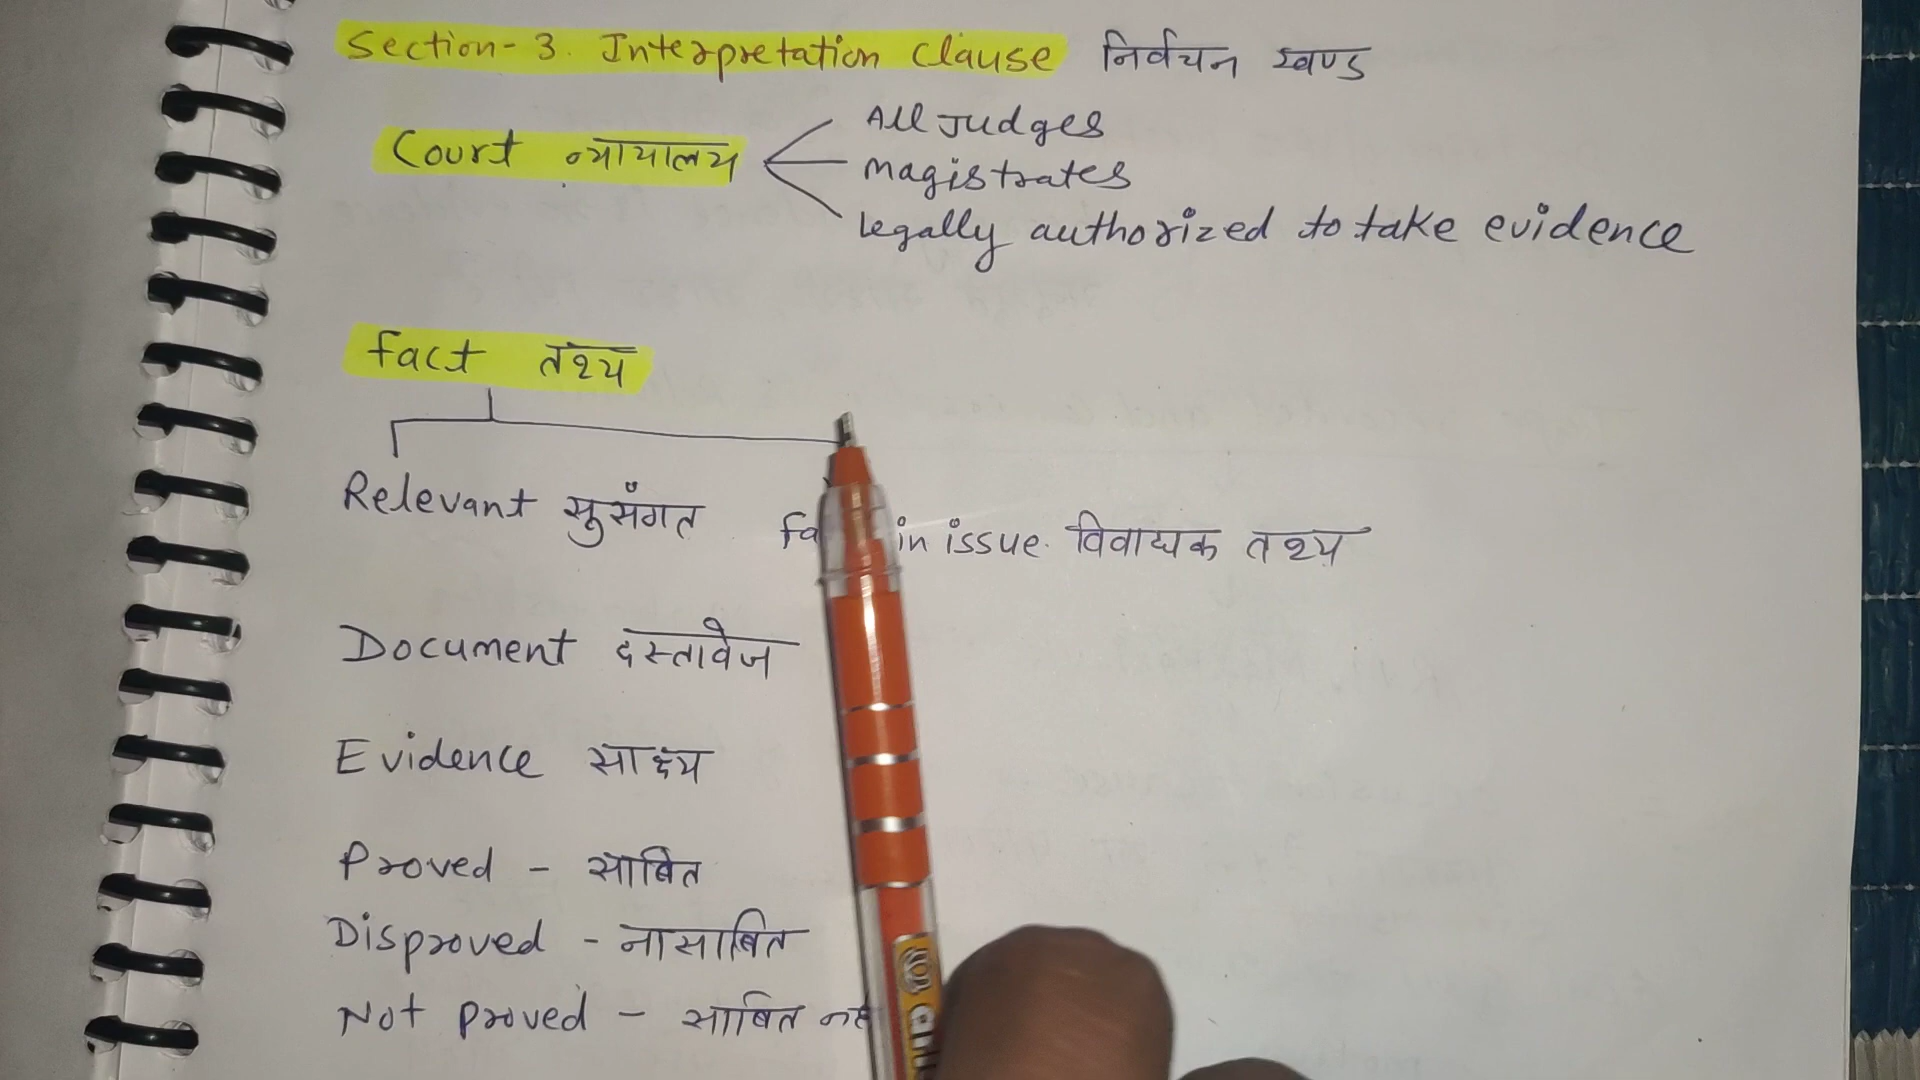 Section-3. Interpretation Clause निर्वचन खण्ड
Court न्यायालय
All Judges
Magistrates
Legally authorized to take evidence
Fact तथ्य
Relevant सुसंगत
in issue. विवाद्यक तथ्य
Document दस्तावेज
Evidence साक्ष्य
Proved - साबित
Disproved - नासाबित
Not proved - साबित